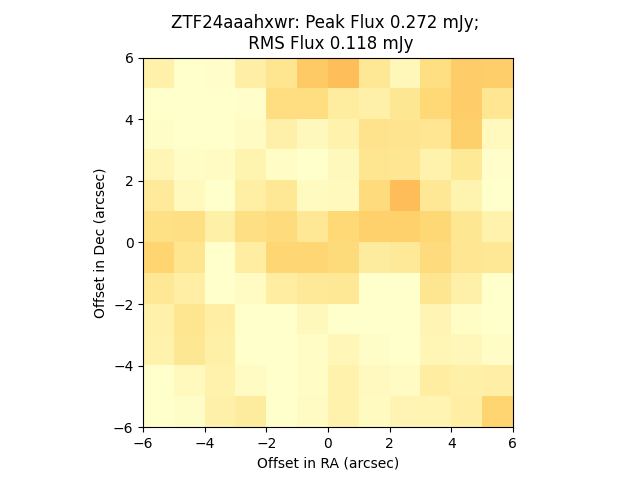 ZTF24aaahxwr: Peak Flux 0.272 mJy;
RMS Flux 0.118 mJy
6
4
2
0
−2
−4
−6
Offset in Dec (arcsec)
−6 −4 −2 0 2 4 6
Offset in RA (arcsec)